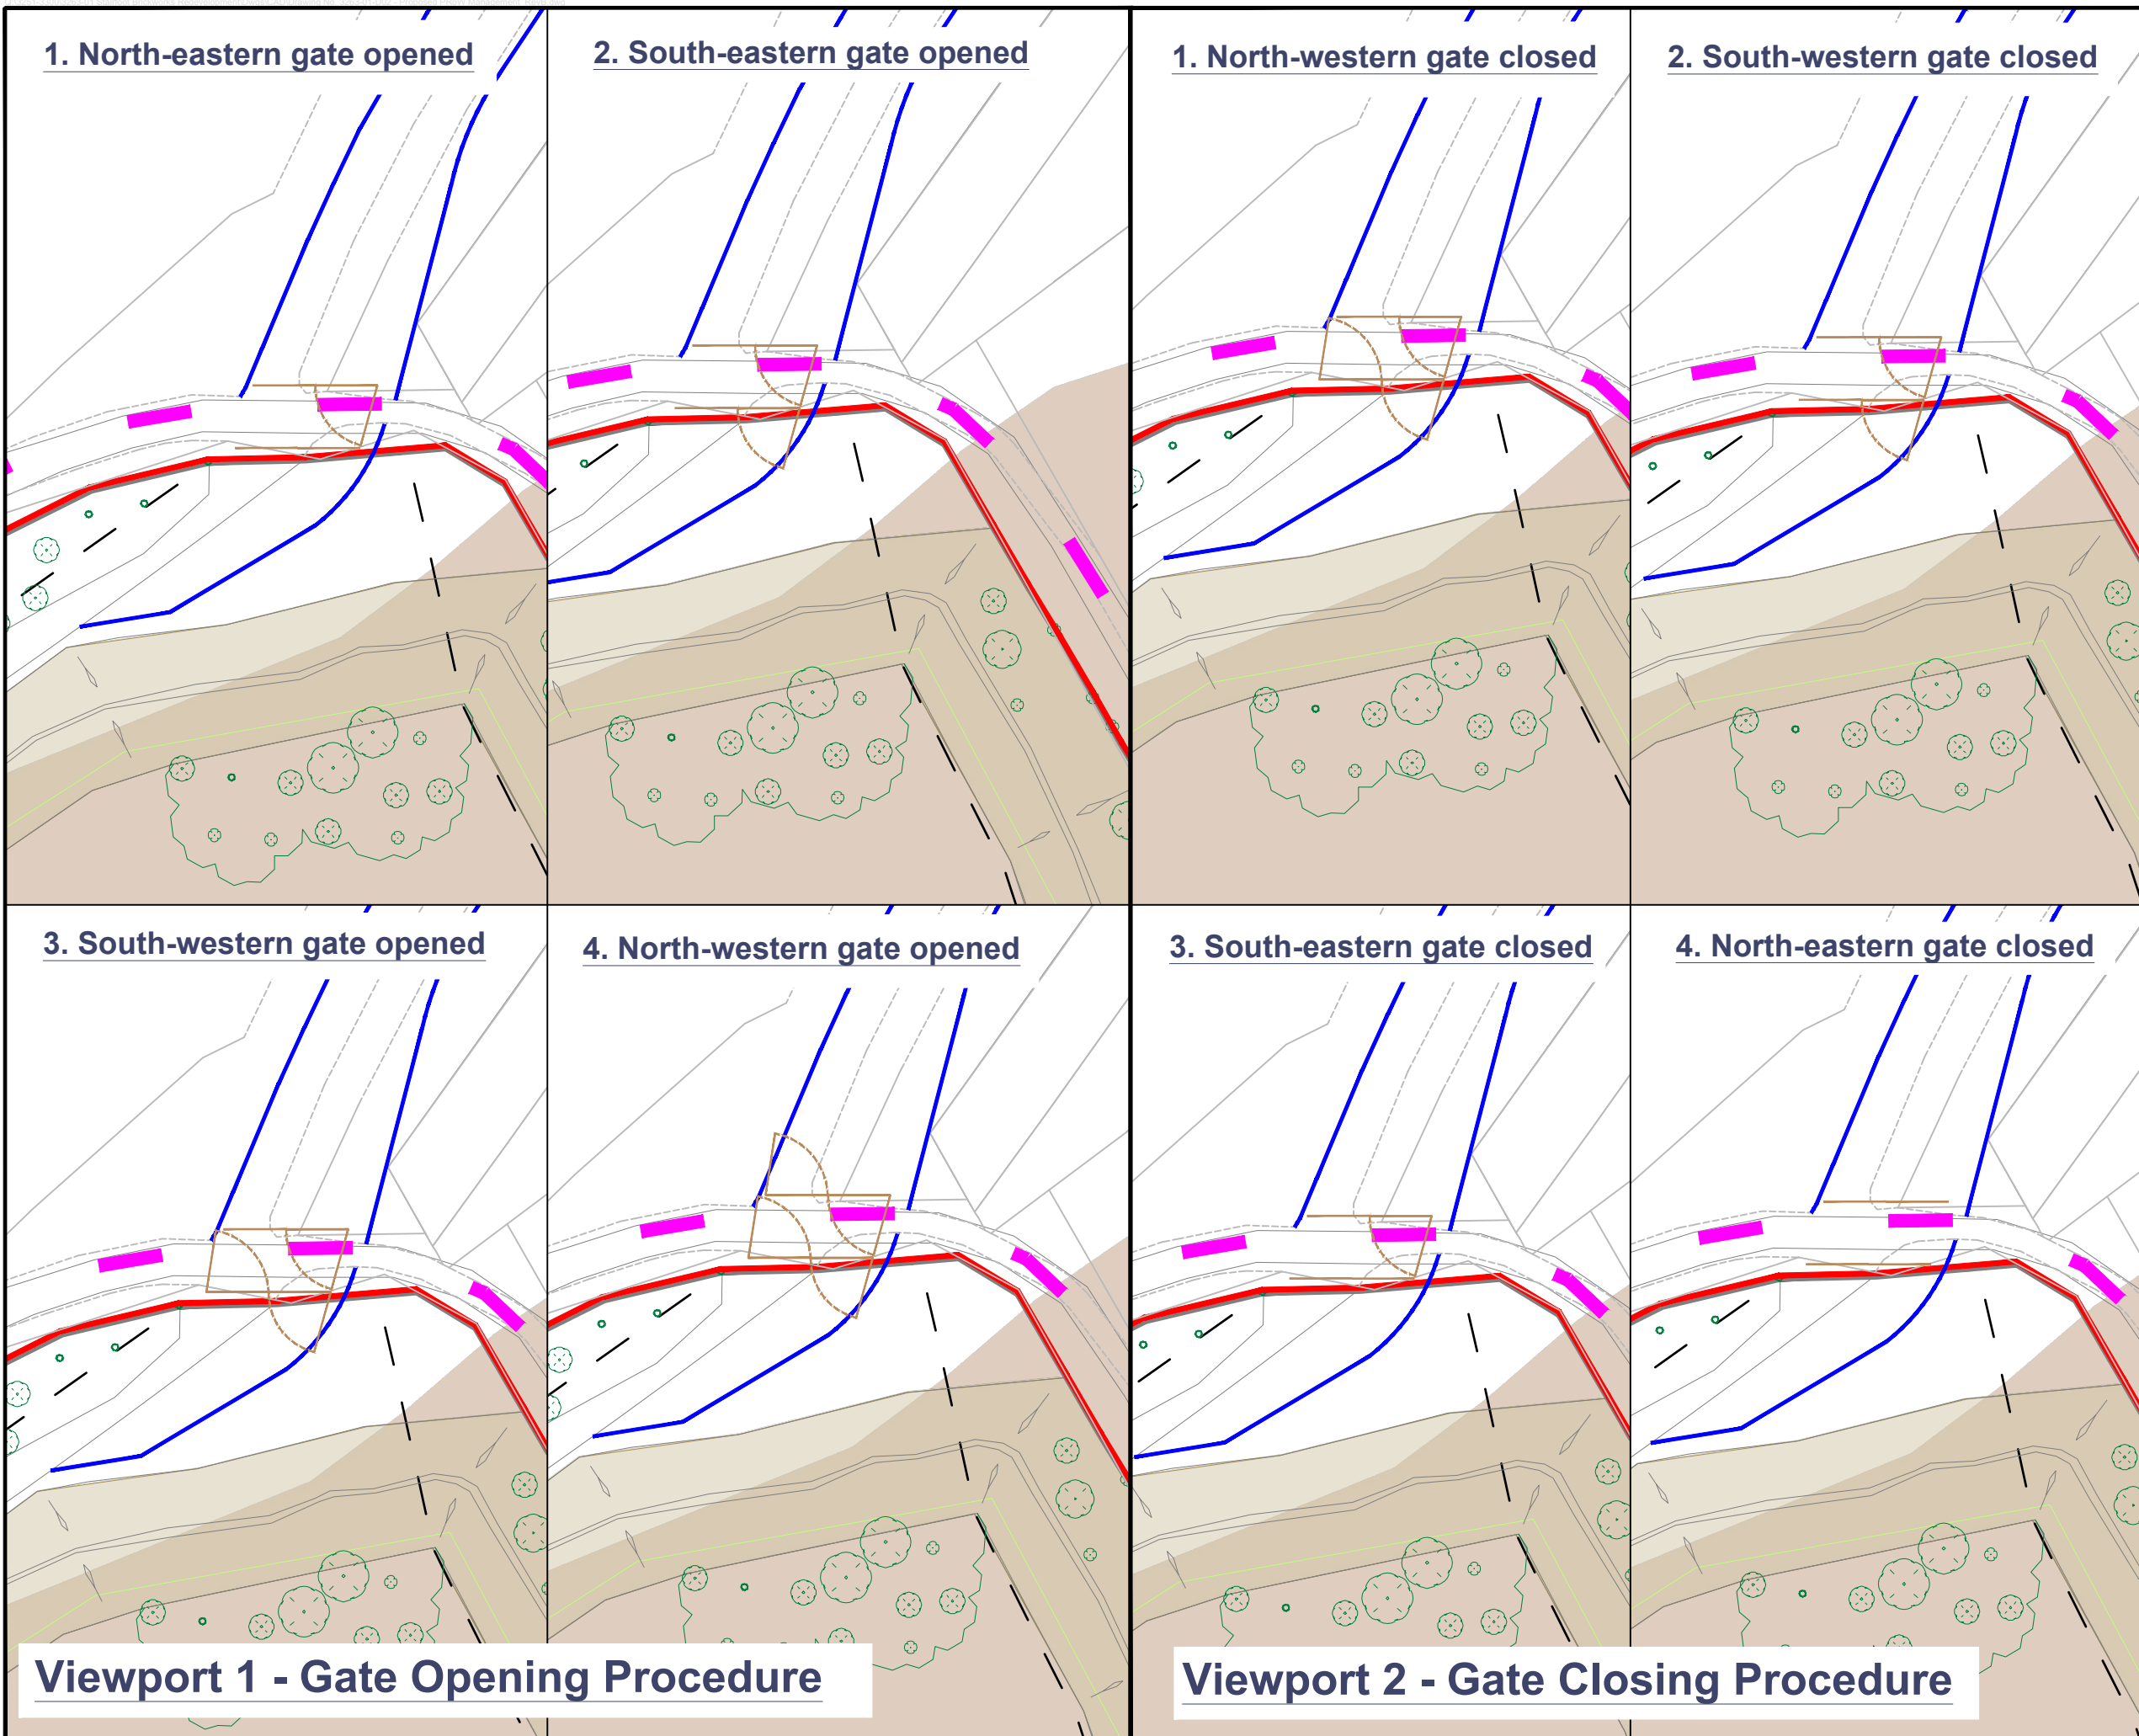 1. North-eastern gate opened
2. South-eastern gate opened
3. South-western gate opened
4. North-western gate opened
Viewport 1 - Gate Opening Procedure
1. North-western gate closed
2. South-western gate closed
3. South-eastern gate closed
4. North-eastern gate closed
Viewport 2 - Gate Closing Procedure